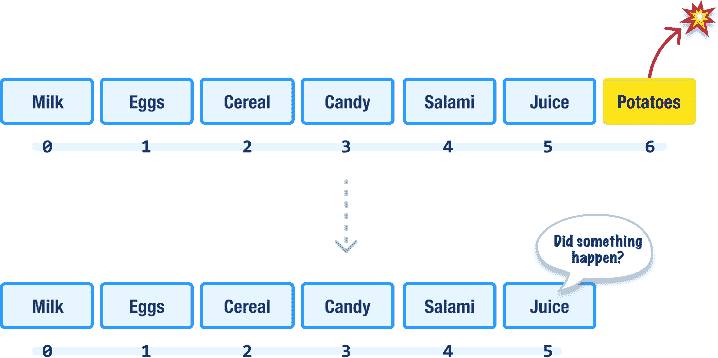 Milk Eggs Cereal Candy Salami Juice Potatoes
0 1 2 3 4 5 6
Did something
happen?
Milk Eggs Cereal Candy Salami Juice
0 1 2 3 4 5